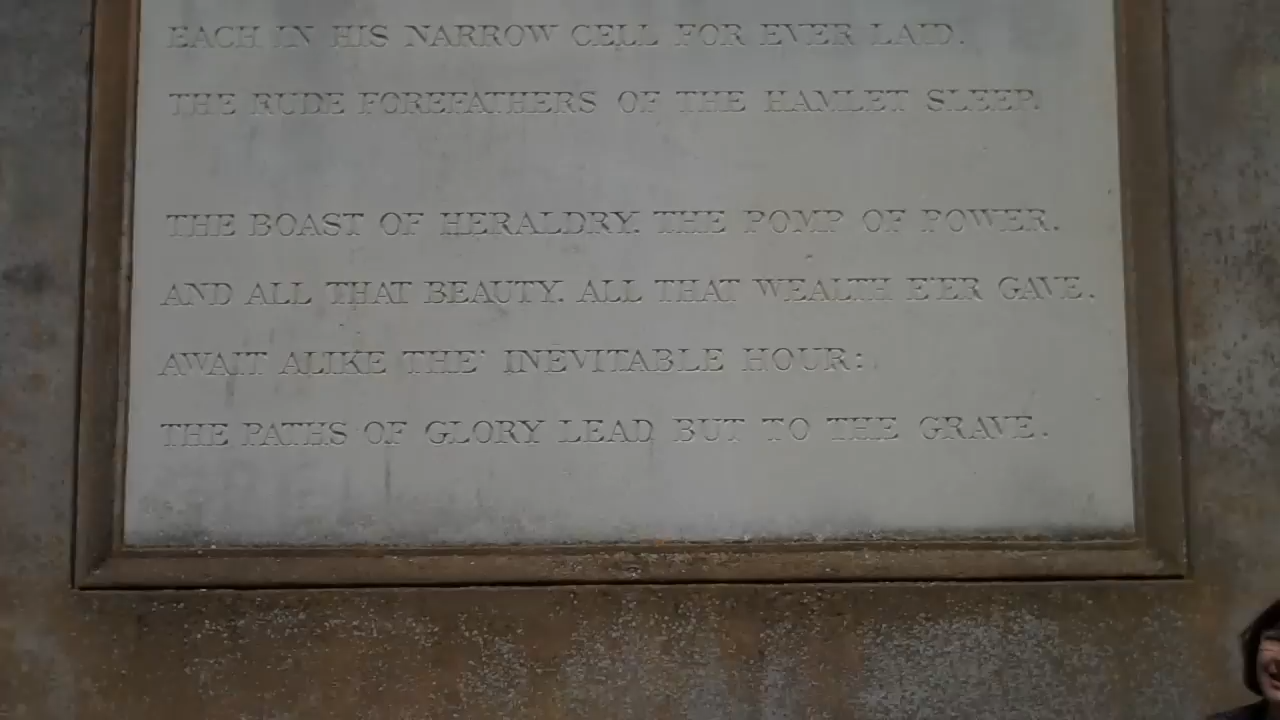 EACH IN HIS NARROW CELL FOR EVER LAID.
THE RUDE FOREFATHERS OF THE HAMLET SLEEP.
THE BOAST OF HERALDRY. THE POMP OF POWER.
AND ALL THAT BEAUTY. ALL THAT WEALTH E'ER GAVE.
AWAIT ALIKE THE' INEVITABLE HOUR:
THE PATHS OF GLORY LEAD BUT TO THE GRAVE.